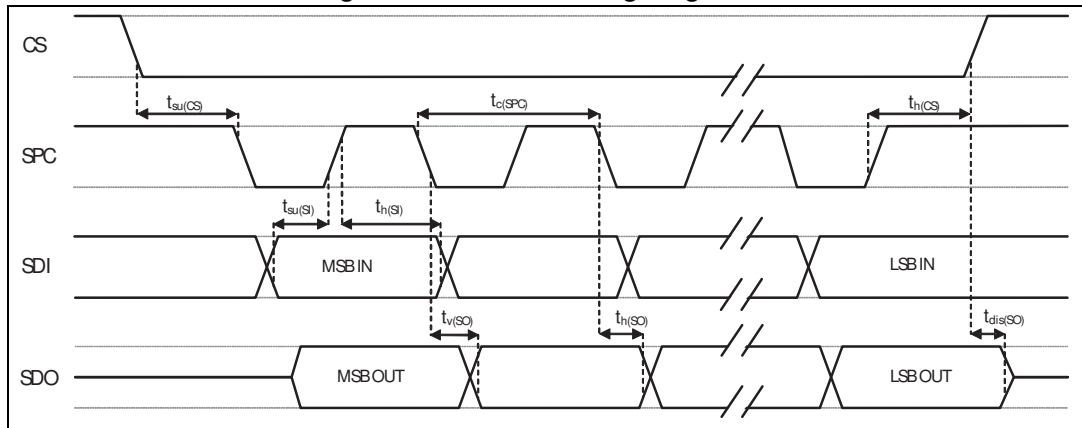 CS
tsu(CS)
tc(SPC)
th(CS)
SPC
tsu(SI)
th(SI)
SDI
MSB IN
LSB IN
tv(SO)
th(SO)
tdis(SO)
SDO
MSB OUT
LSB OUT